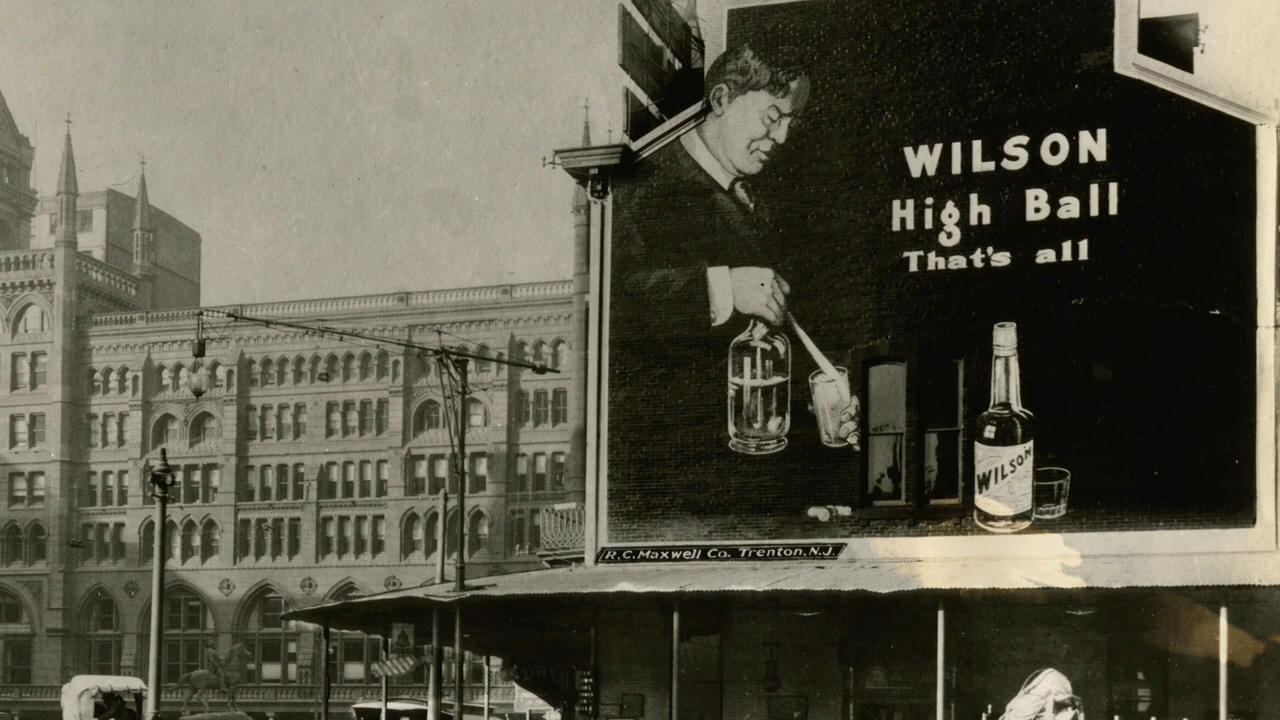 WILSON
High Ball
That's all
WILSON
R.C.Maxwell Co. Trenton, N.J.